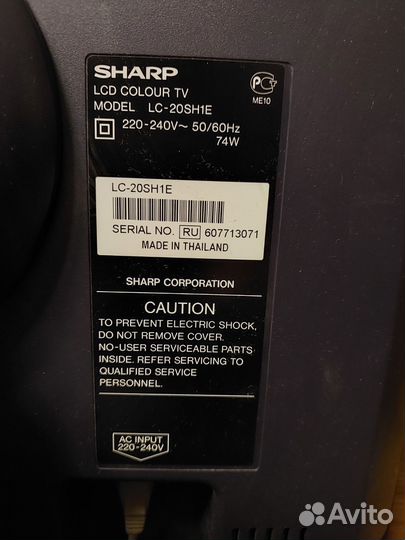 SHARP
LCD COLOUR TV
MODEL LC-20SH1E
220-240V~ 50/60Hz
74W
ME10
LC-20SH1E
SERIAL NO. RU 607713071
MADE IN THAILAND
SHARP CORPORATION
CAUTION
TO PREVENT ELECTRIC SHOCK,
DO NOT REMOVE COVER.
NO-USER SERVICEABLE PARTS
INSIDE. REFER SERVICING TO
QUALIFIED SERVICE
PERSONNEL.
AC INPUT
220-240V
Avito